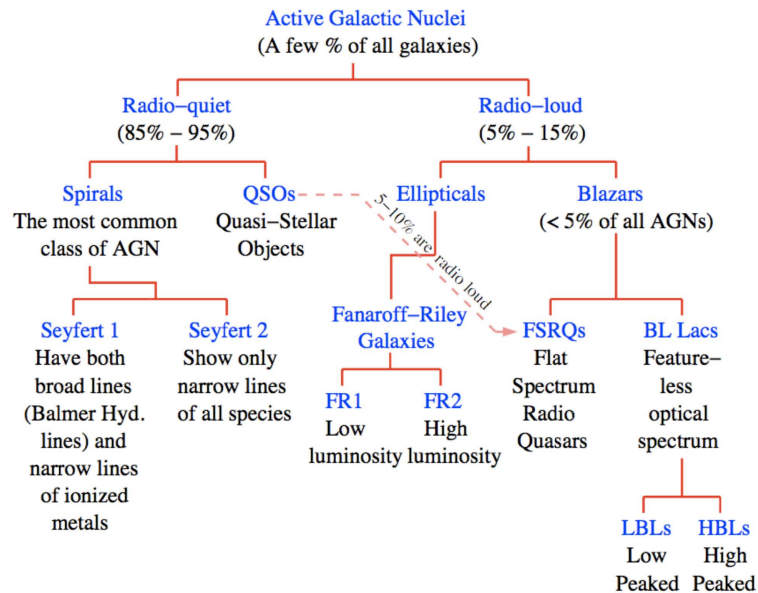 Active Galactic Nuclei
(A few % of all galaxies)
Radio–quiet
(85% – 95%)
Radio–loud
(5% – 15%)
Spirals
The most common
class of AGN
QSOs
Quasi–Stellar
Objects
5–10% are radio loud
Ellipticals
Blazars
(< 5% of all AGNs)
Seyfert 1
Have both
broad lines
(Balmer Hyd.
lines) and
narrow lines
of ionized
metals
Seyfert 2
Show only
narrow lines
of all species
Fanaroff–Riley
Galaxies
FR1
Low
luminosity
FR2
High
luminosity
FSRQs
Flat
Spectrum
Radio
Quasars
BL Lacs
Feature–
less
optical
spectrum
LBLs
Low
Peaked
HBLs
High
Peaked